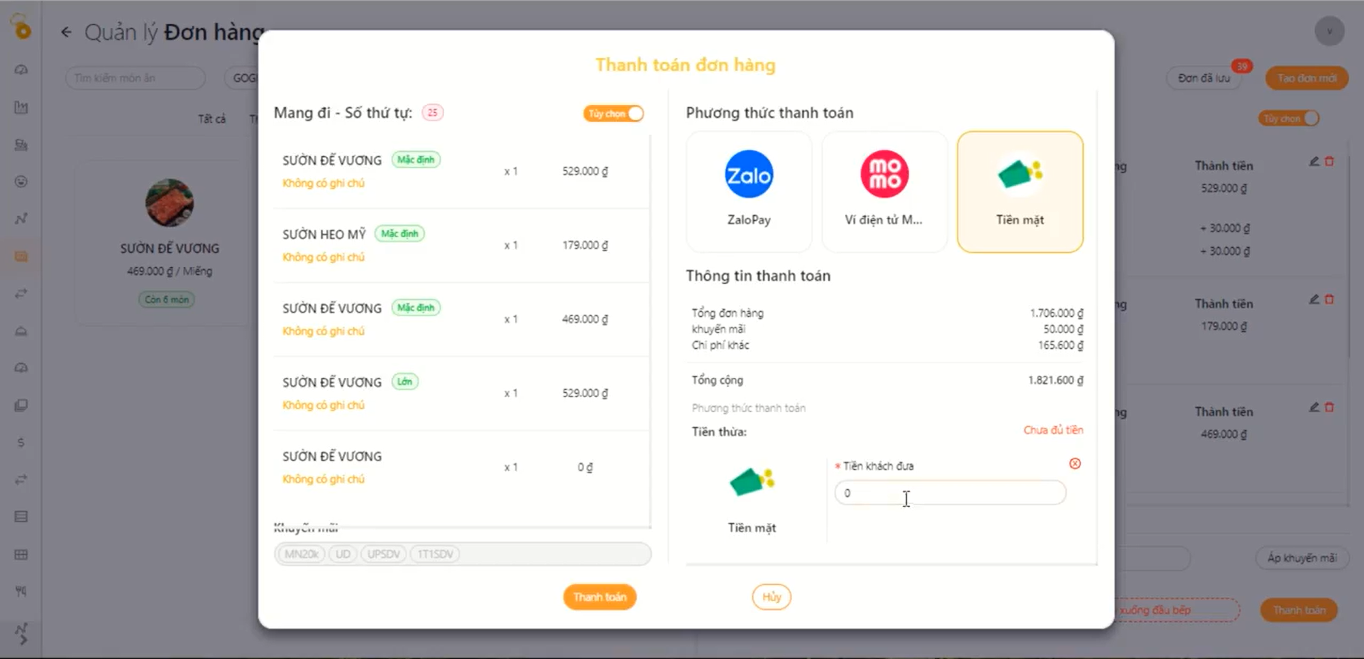 Quản lý Đơn hàng
v
Tìm kiếm món ăn
GOG
Đơn đã lưu
39
Tạo đơn mới
Tất cả
Tùy chọn
SƯỜN ĐẾ VƯƠNG
469.000 ₫ / Miếng
Còn 6 món
Thanh toán đơn hàng
Mang đi - Số thứ tự: 25
Tùy chọn
SƯỜN ĐẾ VƯƠNG Mặc định
Không có ghi chú
x 1
529.000 ₫
SƯỜN HEO MỸ Mặc định
Không có ghi chú
x 1
179.000 ₫
SƯỜN ĐẾ VƯƠNG Mặc định
Không có ghi chú
x 1
469.000 ₫
SƯỜN ĐẾ VƯƠNG Lớn
Không có ghi chú
x 1
529.000 ₫
SƯỜN ĐẾ VƯƠNG
Không có ghi chú
x 1
0 ₫
Khuyến mãi
MN20k UD UPSDV 1T1SDV
Phương thức thanh toán
Zalo
ZaloPay
mo mo
Ví điện tử M...
Tiền mặt
Thông tin thanh toán
Tổng đơn hàng 1.706.000 ₫
khuyến mãi 50.000 ₫
Chi phí khác 165.600 ₫
Tổng cộng 1.821.600 ₫
Phương thức thanh toán
Tiền thừa: Chưa đủ tiền
* Tiền khách đưa
0
Tiền mặt
Thanh toán
Hủy
ng
Thành tiền
529.000 ₫
+ 30.000 ₫
+ 30.000 ₫
ng
Thành tiền
179.000 ₫
ng
Thành tiền
469.000 ₫
Áp khuyến mãi
xuống đầu bếp
Thanh toán